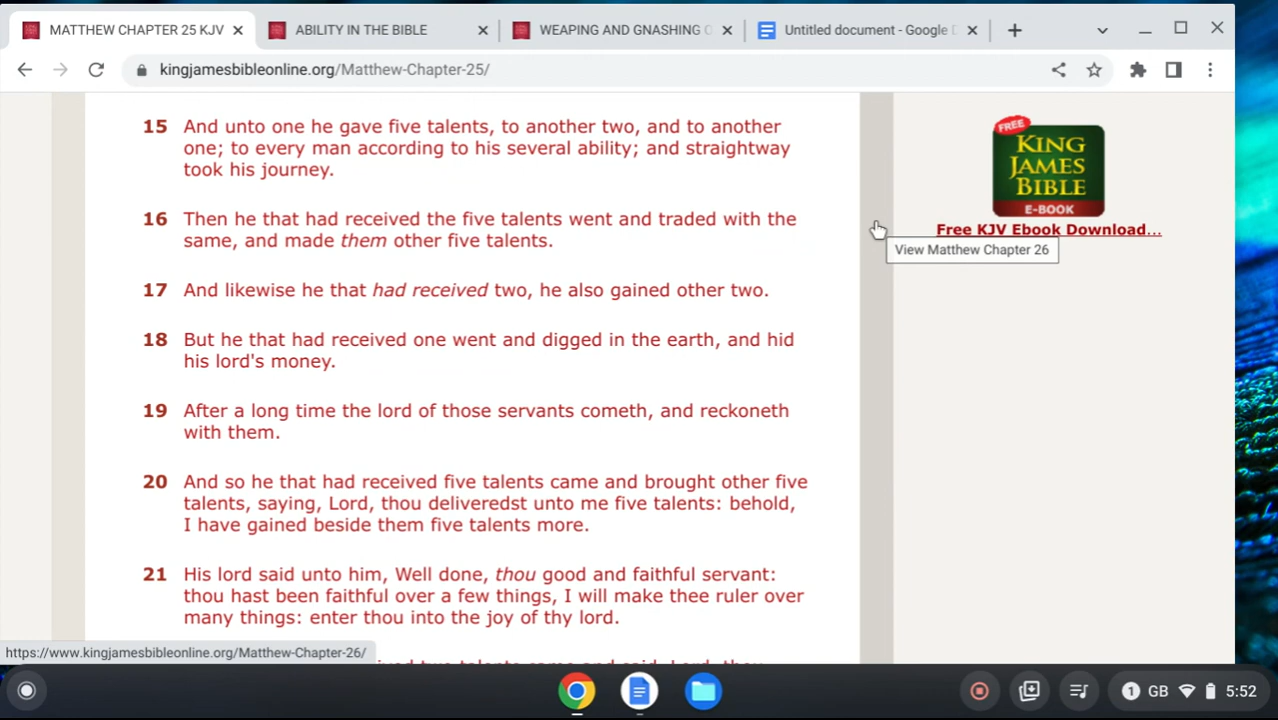 MATTHEW CHAPTER 25 KJV
ABILITY IN THE BIBLE
WEAPING AND GNASHING
Untitled document - Google
kingjamesbibleonline.org/Matthew-Chapter-25/
15 And unto one he gave five talents, to another two, and to another
one; to every man according to his several ability; and straightway
took his journey.
16 Then he that had received the five talents went and traded with the
same, and made them other five talents.
17 And likewise he that had received two, he also gained other two.
18 But he that had received one went and digged in the earth, and hid
his lord's money.
19 After a long time the lord of those servants cometh, and reckoneth
with them.
20 And so he that had received five talents came and brought other five
talents, saying, Lord, thou deliveredst unto me five talents: behold,
I have gained beside them five talents more.
21 His lord said unto him, Well done, thou good and faithful servant:
thou hast been faithful over a few things, I will make thee ruler over
many things: enter thou into the joy of thy lord.
FREE
KING
JAMES
BIBLE
E-BOOK
Free KJV Ebook Download...
View Matthew Chapter 26
https://www.kingjamesbibleonline.org/Matthew-Chapter-26/
1 GB 5:52